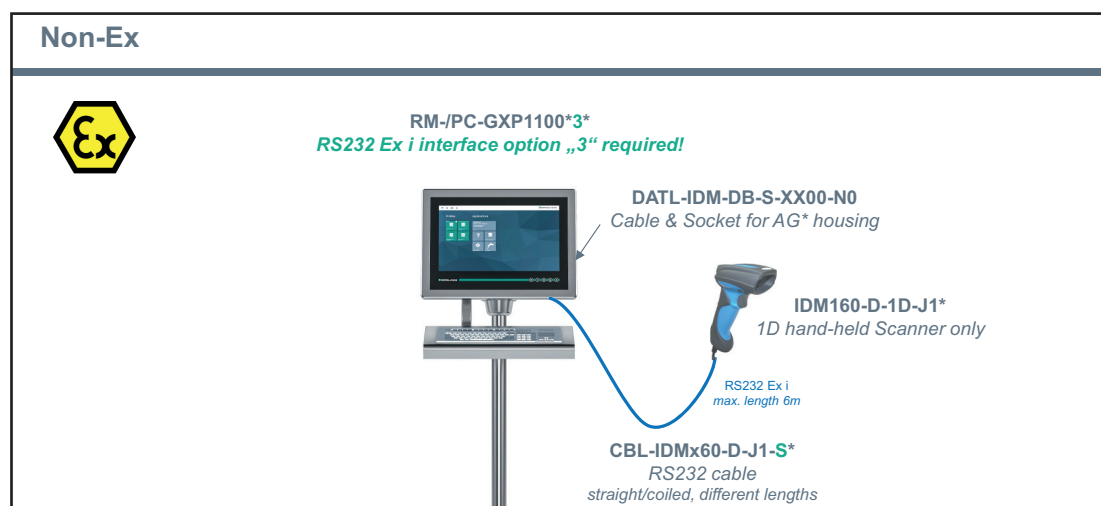 Non-Ex
Ex
RM-/PC-GXP1100*3*
RS232 Ex i interface option „3“ required!
DATL-IDM-DB-S-XX00-N0
Cable & Socket for AG* housing
IDM160-D-1D-J1*
1D hand-held Scanner only
RS232 Ex i
max. length 6m
CBL-IDMx60-D-J1-S*
RS232 cable
straight/coiled, different lengths